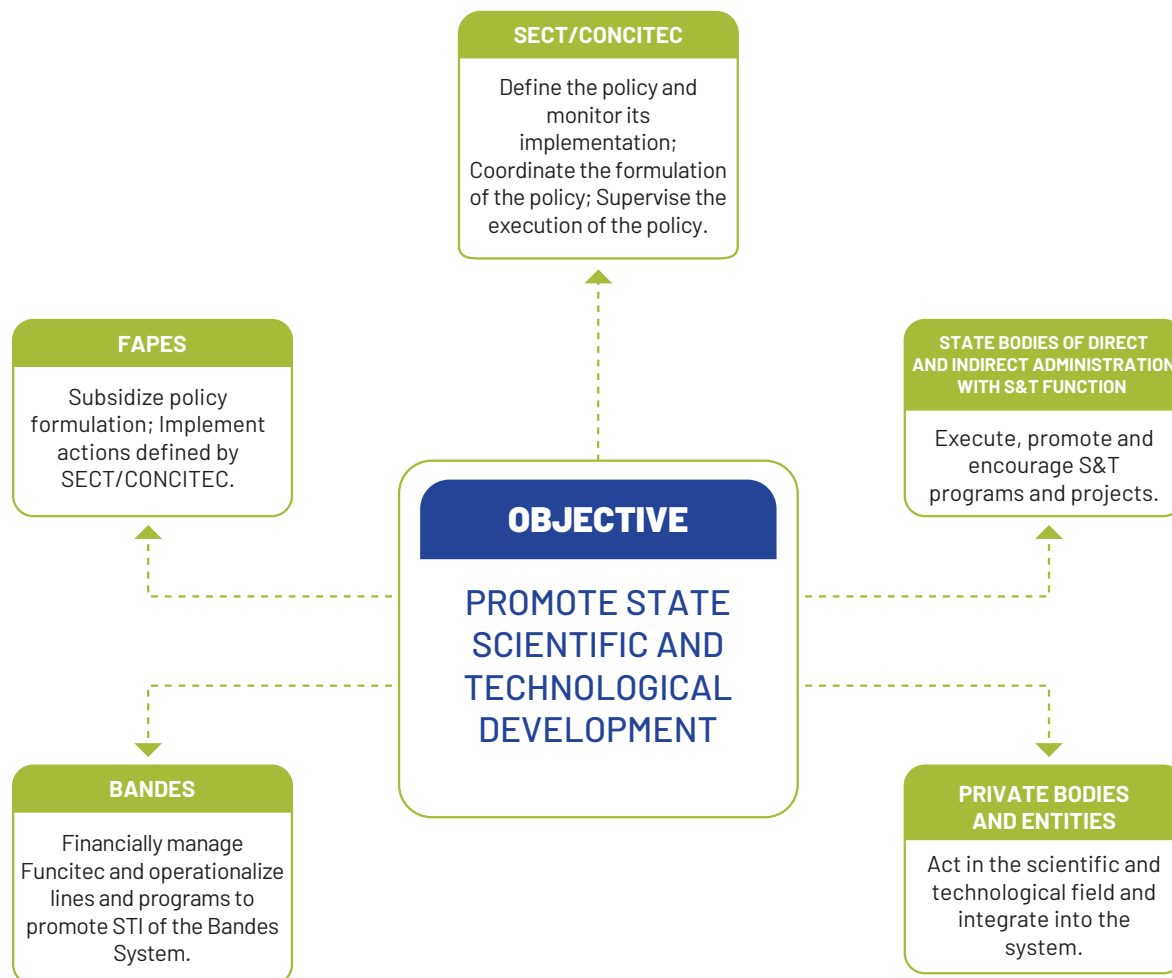 SECT/CONCITEC
Define the policy and
monitor its
implementation;
Coordinate the formulation
of the policy; Supervise the
execution of the policy.
FAPES
Subsidize policy
formulation; Implement
actions defined by
SECT/CONCITEC.
STATE BODIES OF DIRECT
AND INDIRECT ADMINISTRATION
WITH S&T FUNCTION
Execute, promote and
encourage S&T
programs and projects.
OBJECTIVE
PROMOTE STATE
SCIENTIFIC AND
TECHNOLOGICAL
DEVELOPMENT
BANDES
Financially manage
Funcitec and operationalize
lines and programs to
promote STI of the Bandes
System.
PRIVATE BODIES
AND ENTITIES
Act in the scientific and
technological field and
integrate into the
system.